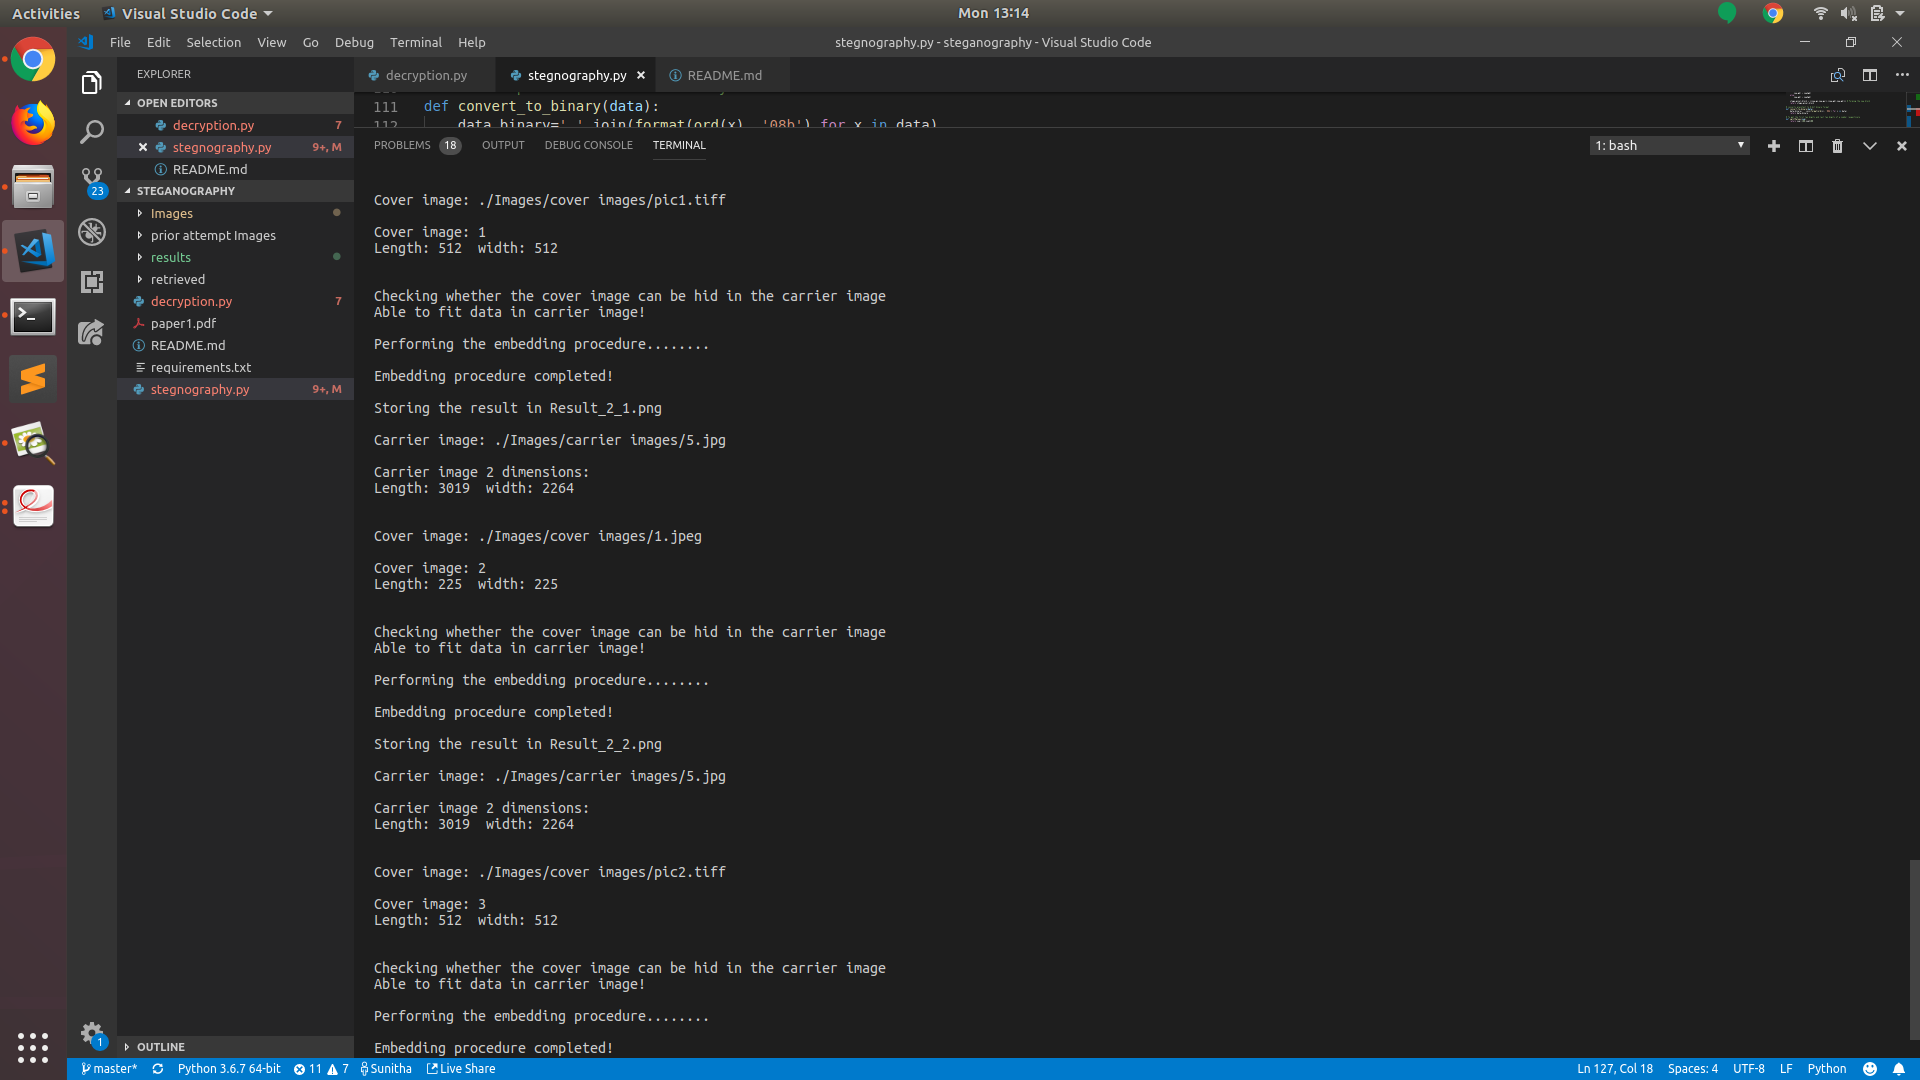 Activities Visual Studio Code Mon 13:14
File Edit Selection View Go Debug Terminal Help stegnography.py - steganography - Visual Studio Code
EXPLORER
decryption.py stegnography.py README.md
OPEN EDITORS
decryption.py 7
stegnography.py 9+, M
README.md
STEGANOGRAPHY
Images
prior attempt Images
results
retrieved
decryption.py 7
paper1.pdf
README.md
requirements.txt
stegnography.py 9+, M
OUTLINE
23
1
111 def convert_to_binary(data):
112 data_binary=' '.join(format(ord(x), '08b') for x in data)
PROBLEMS 18 OUTPUT DEBUG CONSOLE TERMINAL 1: bash
Cover image: ./Images/cover images/pic1.tiff
Cover image: 1
Length: 512 width: 512
Checking whether the cover image can be hid in the carrier image
Able to fit data in carrier image!
Performing the embedding procedure........
Embedding procedure completed!
Storing the result in Result_2_1.png
Carrier image: ./Images/carrier images/5.jpg
Carrier image 2 dimensions:
Length: 3019 width: 2264
Cover image: ./Images/cover images/1.jpeg
Cover image: 2
Length: 225 width: 225
Checking whether the cover image can be hid in the carrier image
Able to fit data in carrier image!
Performing the embedding procedure........
Embedding procedure completed!
Storing the result in Result_2_2.png
Carrier image: ./Images/carrier images/5.jpg
Carrier image 2 dimensions:
Length: 3019 width: 2264
Cover image: ./Images/cover images/pic2.tiff
Cover image: 3
Length: 512 width: 512
Checking whether the cover image can be hid in the carrier image
Able to fit data in carrier image!
Performing the embedding procedure........
Embedding procedure completed!
master* Python 3.6.7 64-bit 11 7 Sunitha Live Share Ln 127, Col 18 Spaces: 4 UTF-8 LF Python